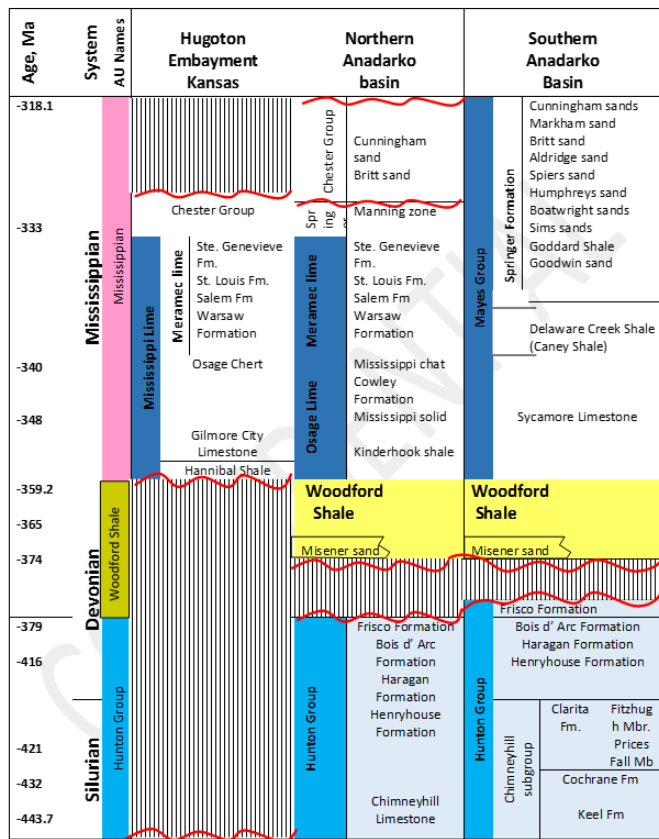 Age, Ma
System
AU Names
Hugoton
Embayment
Kansas
Northern
Anadarko
basin
Southern
Anadarko
Basin
-318.1
-333
-340
-348
-359.2
-365
-374
-379
-416
-421
-432
-443.7
Mississippian
Devonian
Silurian
Mississippian
Woodford Shale
Hunton Group
Chester Group
Mississippi Lime
Meramec lime
Ste. Genevieve
Fm.
St. Louis Fm.
Salem Fm
Warsaw
Formation
Osage Chert
Gilmore City
Limestone
Hannibal Shale
Chester Group
Cunningham
sand
Britt sand
Spr
ing
er
Manning zone
Meramec lime
Ste. Genevieve
Fm.
St. Louis Fm.
Salem Fm
Warsaw
Formation
Osage Lime
Mississippi chat
Cowley
Formation
Mississippi solid
Kinderhook shale
Woodford
Shale
Misener sand
Hunton Group
Frisco Formation
Bois d' Arc
Formation
Haragan
Formation
Henryhouse
Formation
Chimneyhill
Limestone
Mayes Group
Springer Formation
Cunningham sands
Markham sand
Britt sand
Aldridge sand
Spiers sand
Humphreys sand
Boatwright sands
Sims sands
Goddard Shale
Goodwin sand
Delaware Creek Shale
(Caney Shale)
Sycamore Limestone
Woodford
Shale
Misener sand
Hunton Group
Frisco Formation
Bois d' Arc Formation
Haragan Formation
Henryhouse Formation
Chimneyhill
subgroup
Clarita
Fm.
Fitzhug
h Mbr.
Prices
Fall Mb
Cochrane Fm
Keel Fm
CONFIDENTIAL